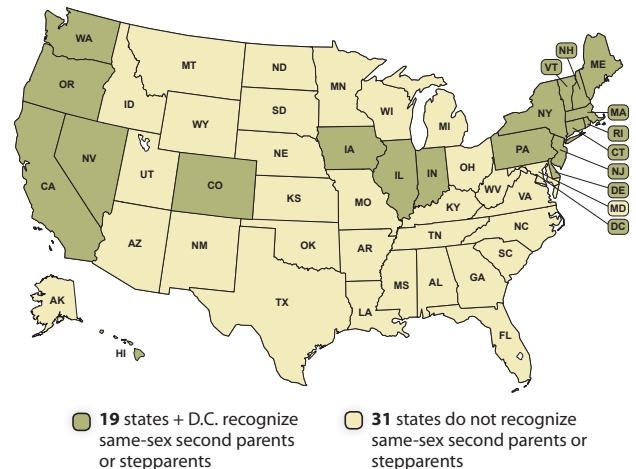 WA
OR
CA
NV
ID
MT
WY
UT
CO
AZ
NM
ND
SD
NE
KS
OK
TX
MN
IA
MO
AR
LA
WI
IL
IN
MI
OH
KY
TN
MS
AL
GA
FL
SC
NC
VA
WV
PA
NY
VT
NH
ME
MA
RI
CT
NJ
DE
MD
DC
AK
HI
19 states + D.C. recognize
same-sex second parents
or stepparents
31 states do not recognize
same-sex second parents or
stepparents